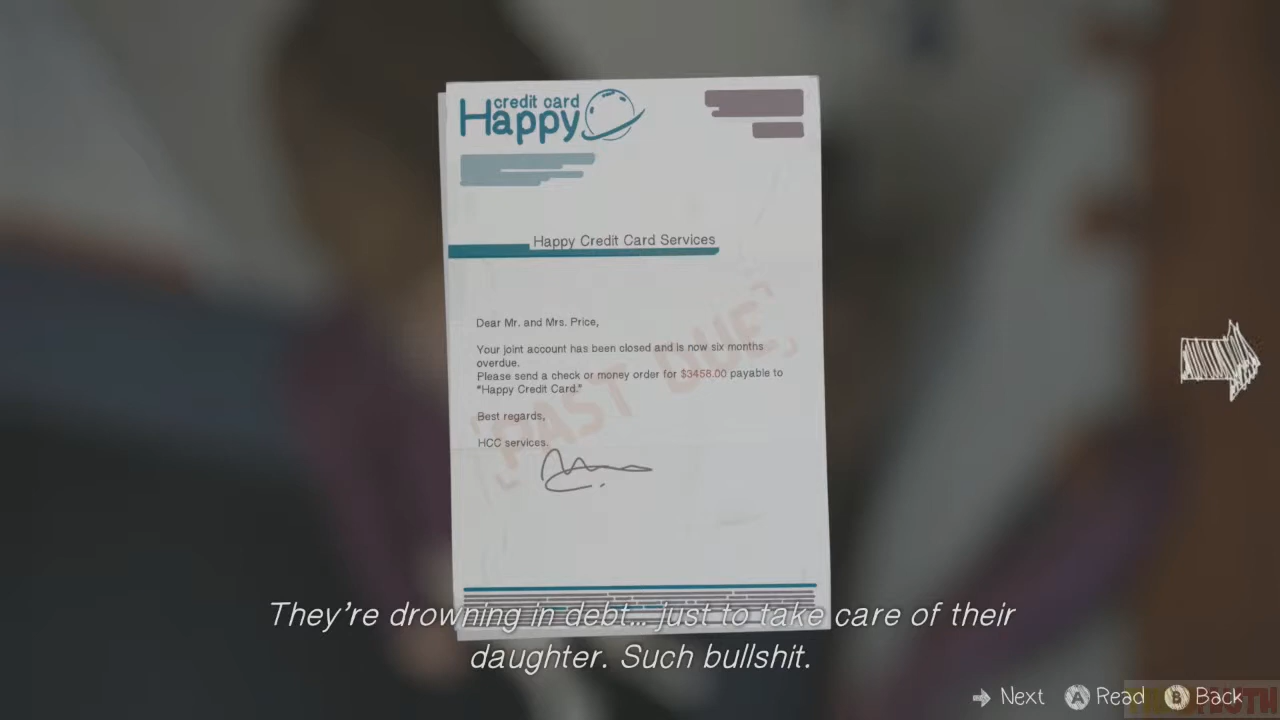 credit card
Happy
Happy Credit Card Services
PAST DUE
Dear Mr. and Mrs. Price,
Your joint account has been closed and is now six months
overdue.
Please send a check or money order for $3458.00 payable to
"Happy Credit Card."
Best regards,
HCC services.
They're drowning in debt... just to take care of their
daughter. Such bullshit.
Next A Read B Back